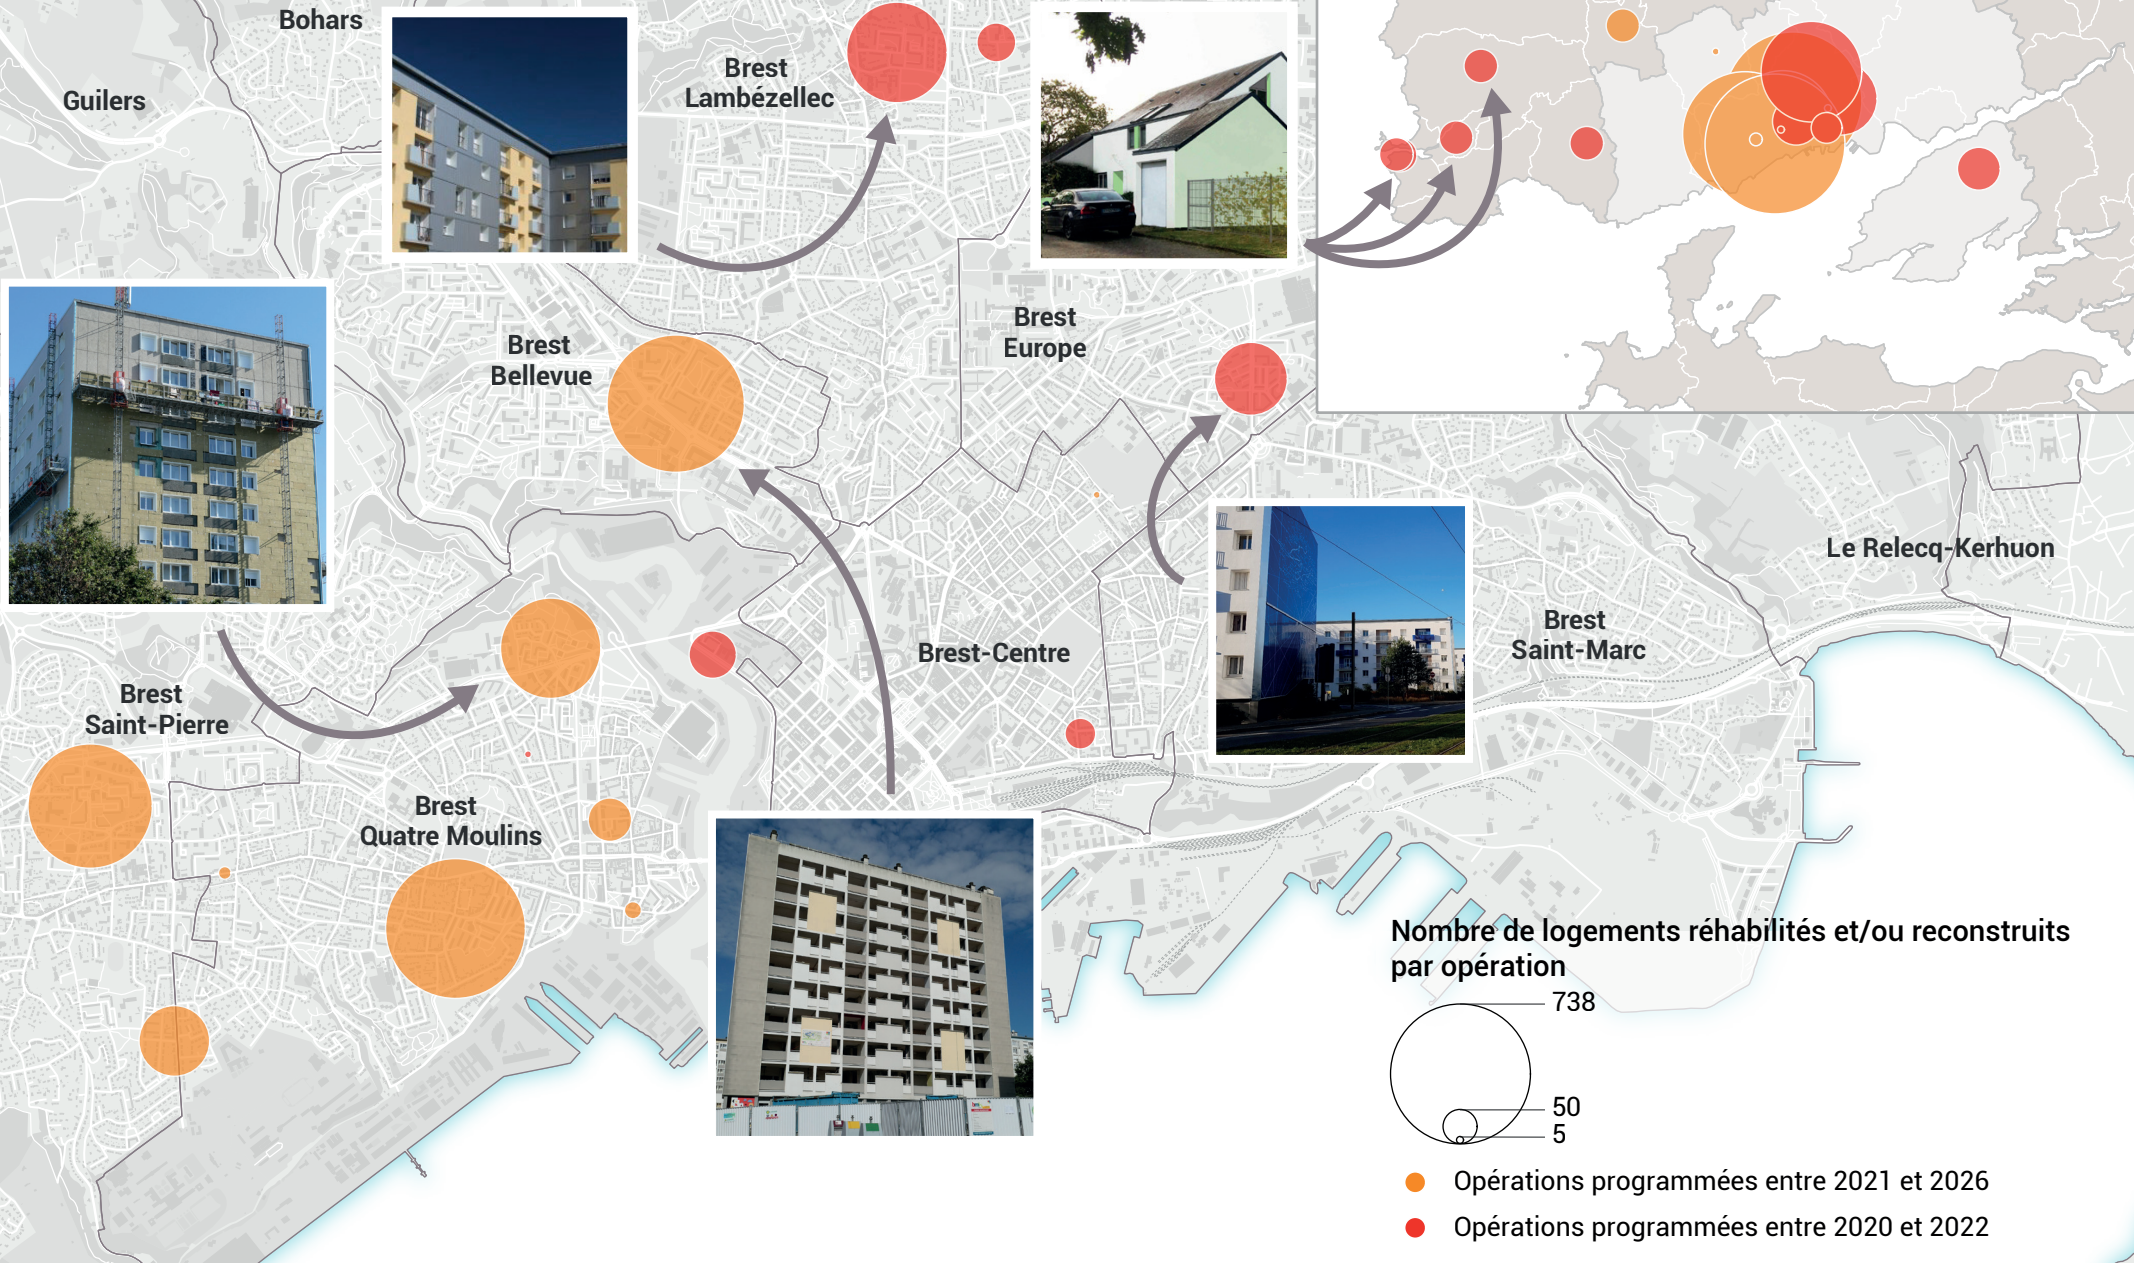 Bohars
Guilers
Brest
Lambézellec
Brest
Europe
Brest
Bellevue
Le Relecq-Kerhuon
Brest
Saint-Marc
Brest-Centre
Brest
Saint-Pierre
Brest
Quatre Moulins
Nombre de logements réhabilités et/ou reconstruits
par opération
738
50
5
Opérations programmées entre 2021 et 2026
Opérations programmées entre 2020 et 2022